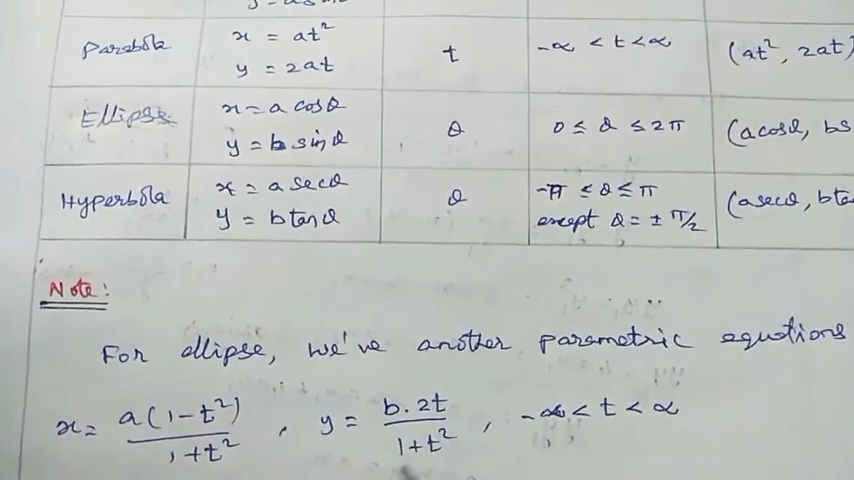 Parabola x = at² t -∞ < t < ∞ (at², 2at)
y = 2at
Ellipse x = a cosθ θ 0 ≤ θ ≤ 2π (acosθ, bs
y = b sinθ
Hyperbola x = a secθ θ -π ≤ θ ≤ π (asecθ, btan
y = b tanθ except θ = ± π/2
Note:
For ellipse, we've another parametric equations
x = a(1-t²)/1+t² , y = b.2t/1+t² , -∞ < t < ∞